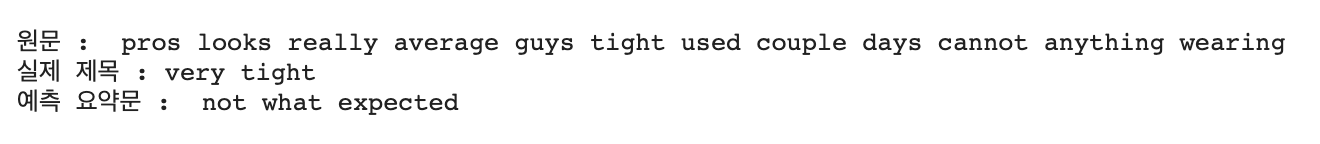 원문 :  pros looks really average guys tight used couple days cannot anything wearing
실제 제목 : very tight
예측 요약문 :  not what expected